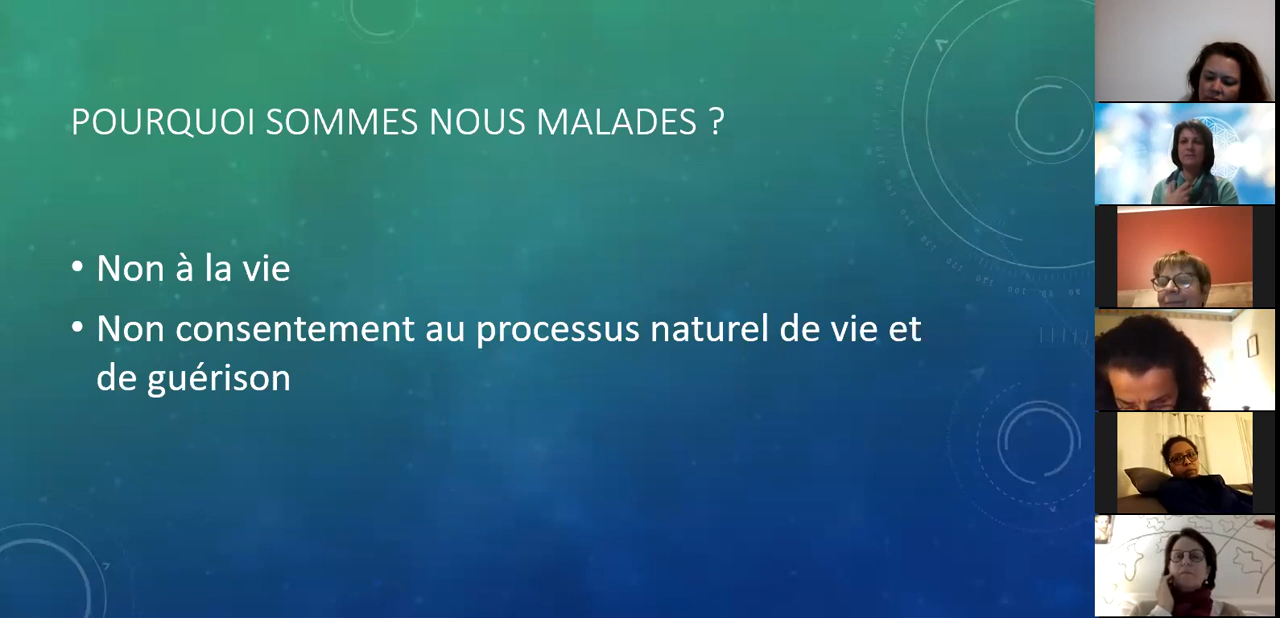 POURQUOI SOMMES NOUS MALADES ?
• Non à la vie
• Non consentement au processus naturel de vie et
de guérison